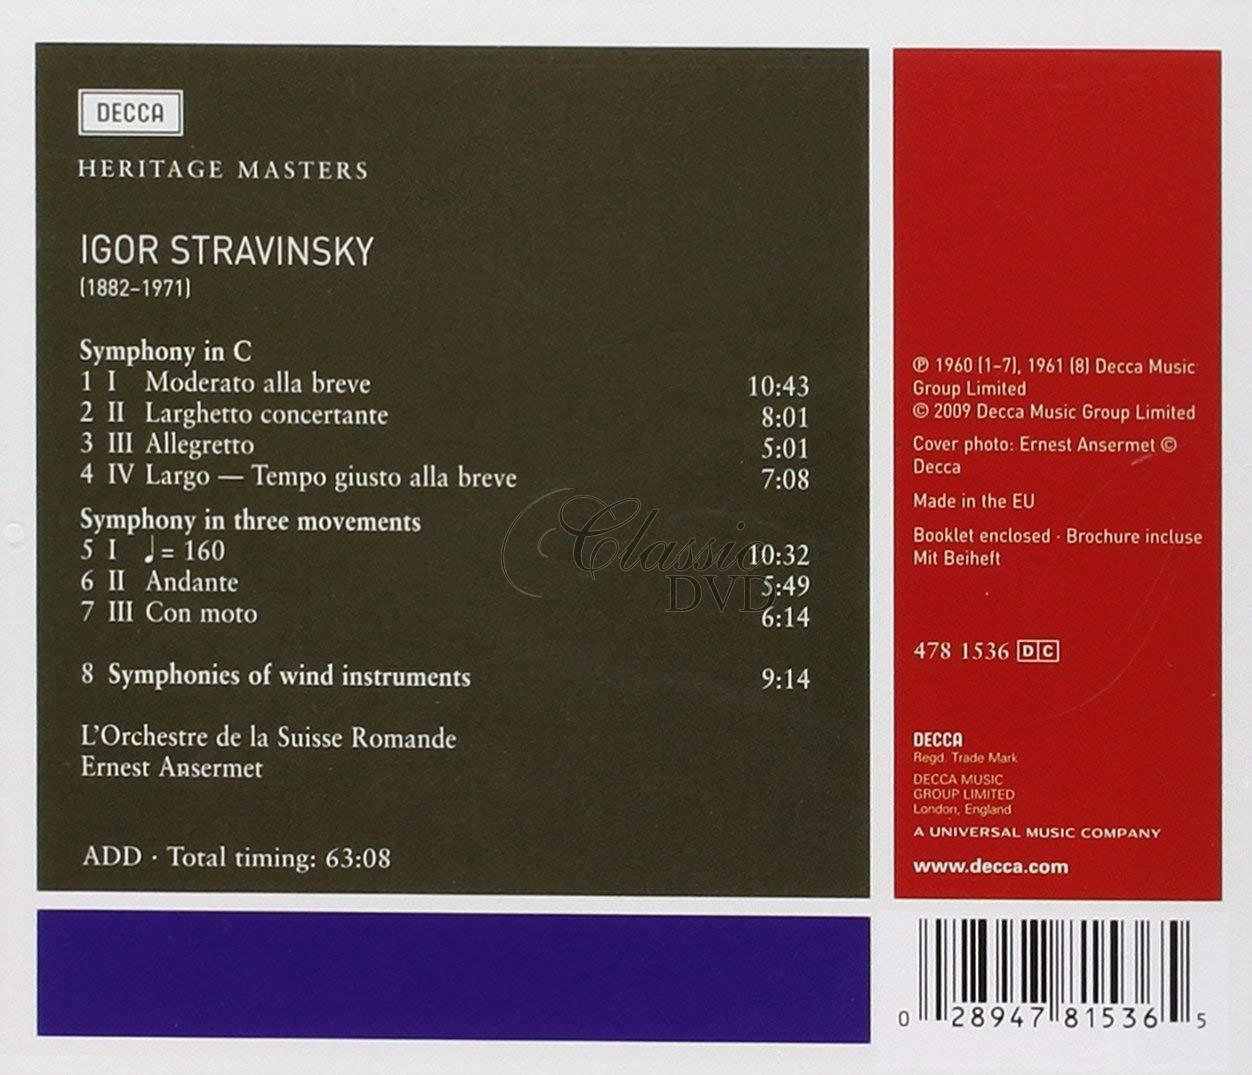 DECCA
HERITAGE MASTERS
IGOR STRAVINSKY
(1882–1971)
Symphony in C
1 I Moderato alla breve 10:43
2 II Larghetto concertante 8:01
3 III Allegretto 5:01
4 IV Largo — Tempo giusto alla breve 7:08
Symphony in three movements
5 I ♩= 160 10:32
6 II Andante 5:49
7 III Con moto 6:14
8 Symphonies of wind instruments 9:14
L'Orchestre de la Suisse Romande
Ernest Ansermet
ADD · Total timing: 63:08
Classic
DVD
℗ 1960 (1–7), 1961 (8) Decca Music
Group Limited
© 2009 Decca Music Group Limited
Cover photo: Ernest Ansermet ©
Decca
Made in the EU
Booklet enclosed · Brochure incluse
Mit Beiheft
478 1536 DC
DECCA
Regd. Trade Mark
DECCA MUSIC
GROUP LIMITED
London, England
A UNIVERSAL MUSIC COMPANY
www.decca.com
0 28947 81536 5